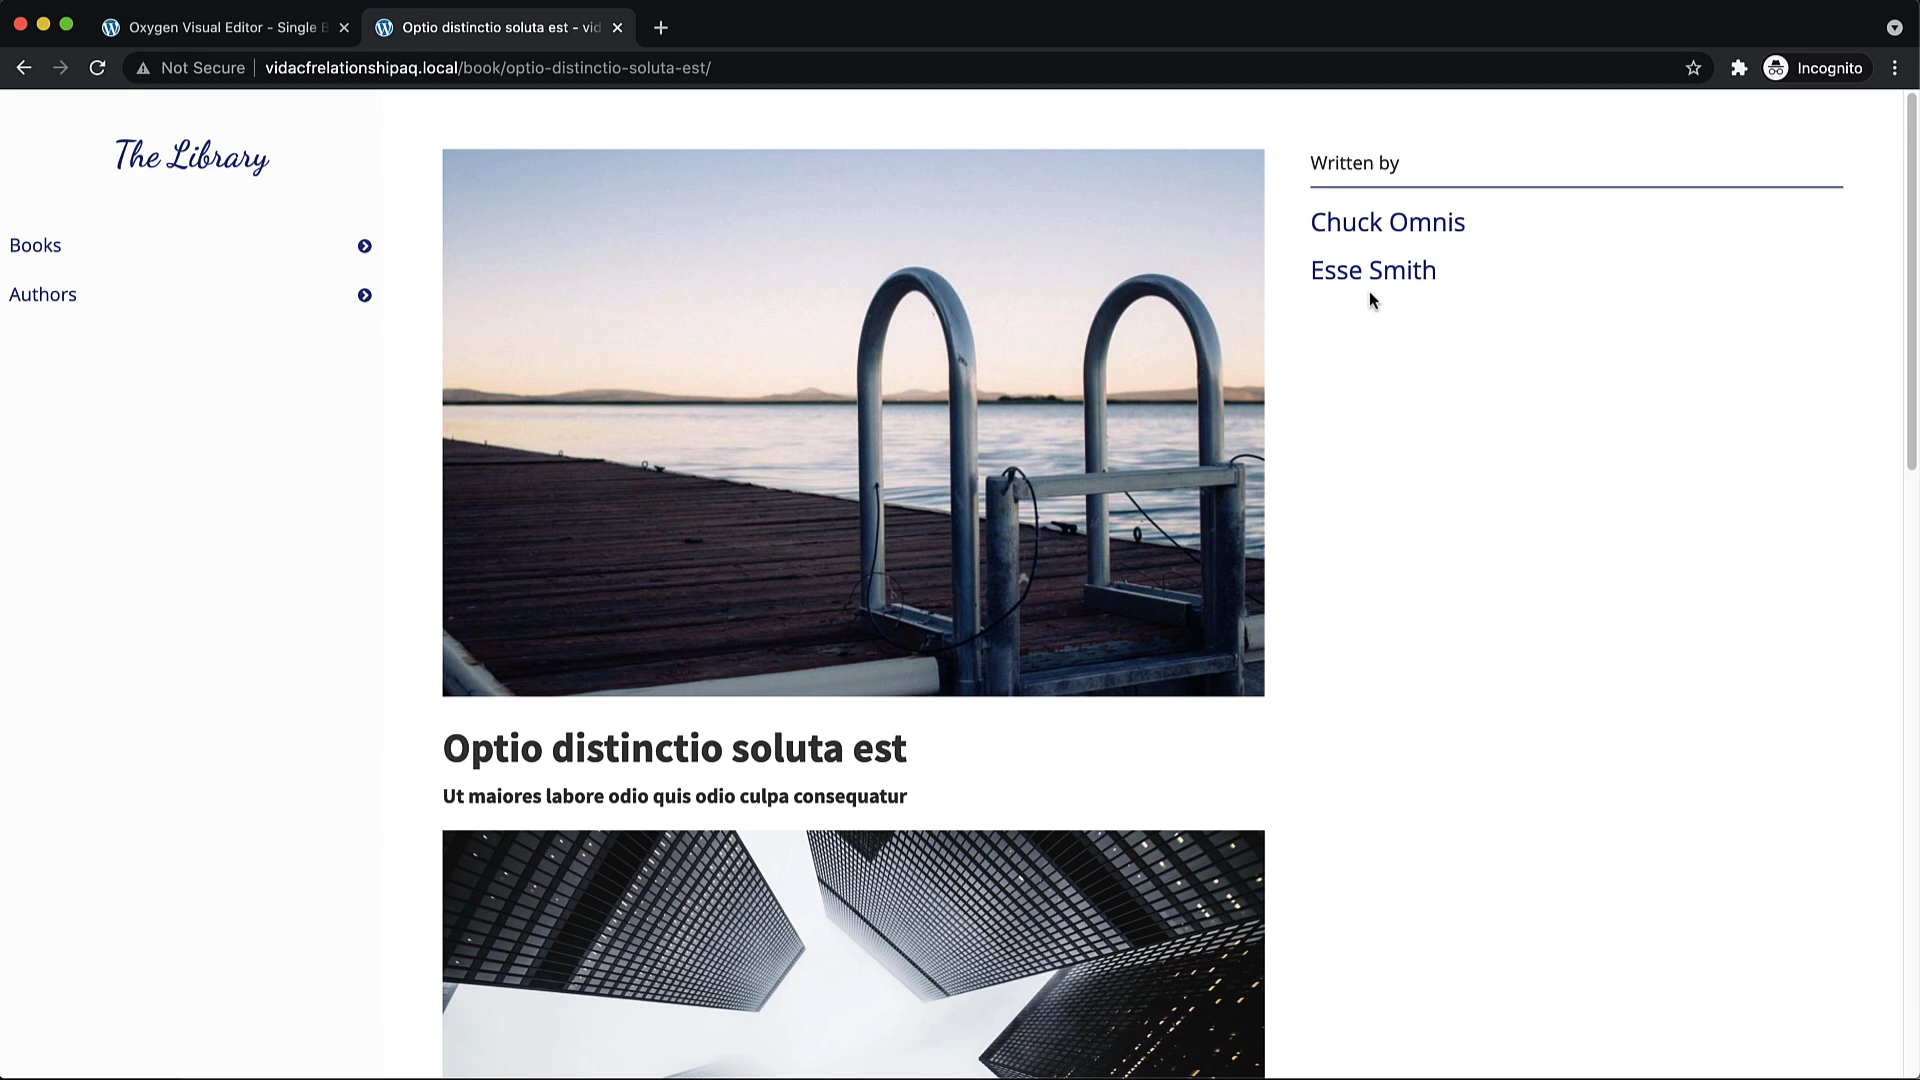 Oxygen Visual Editor - Single B
Optio distinctio soluta est - vid
Not Secure
vidacfrelationshipaq.local/book/optio-distinctio-soluta-est/
Incognito
The Library
Books
Authors
Written by
Chuck Omnis
Esse Smith
Optio distinctio soluta est
Ut maiores labore odio quis odio culpa consequatur